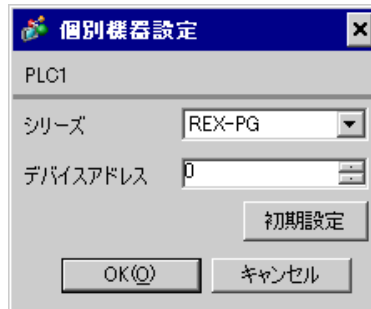 個別機器設定
PLC1
シリーズ REX-PG
デバイスアドレス 0
初期設定
OK(O) キャンセル